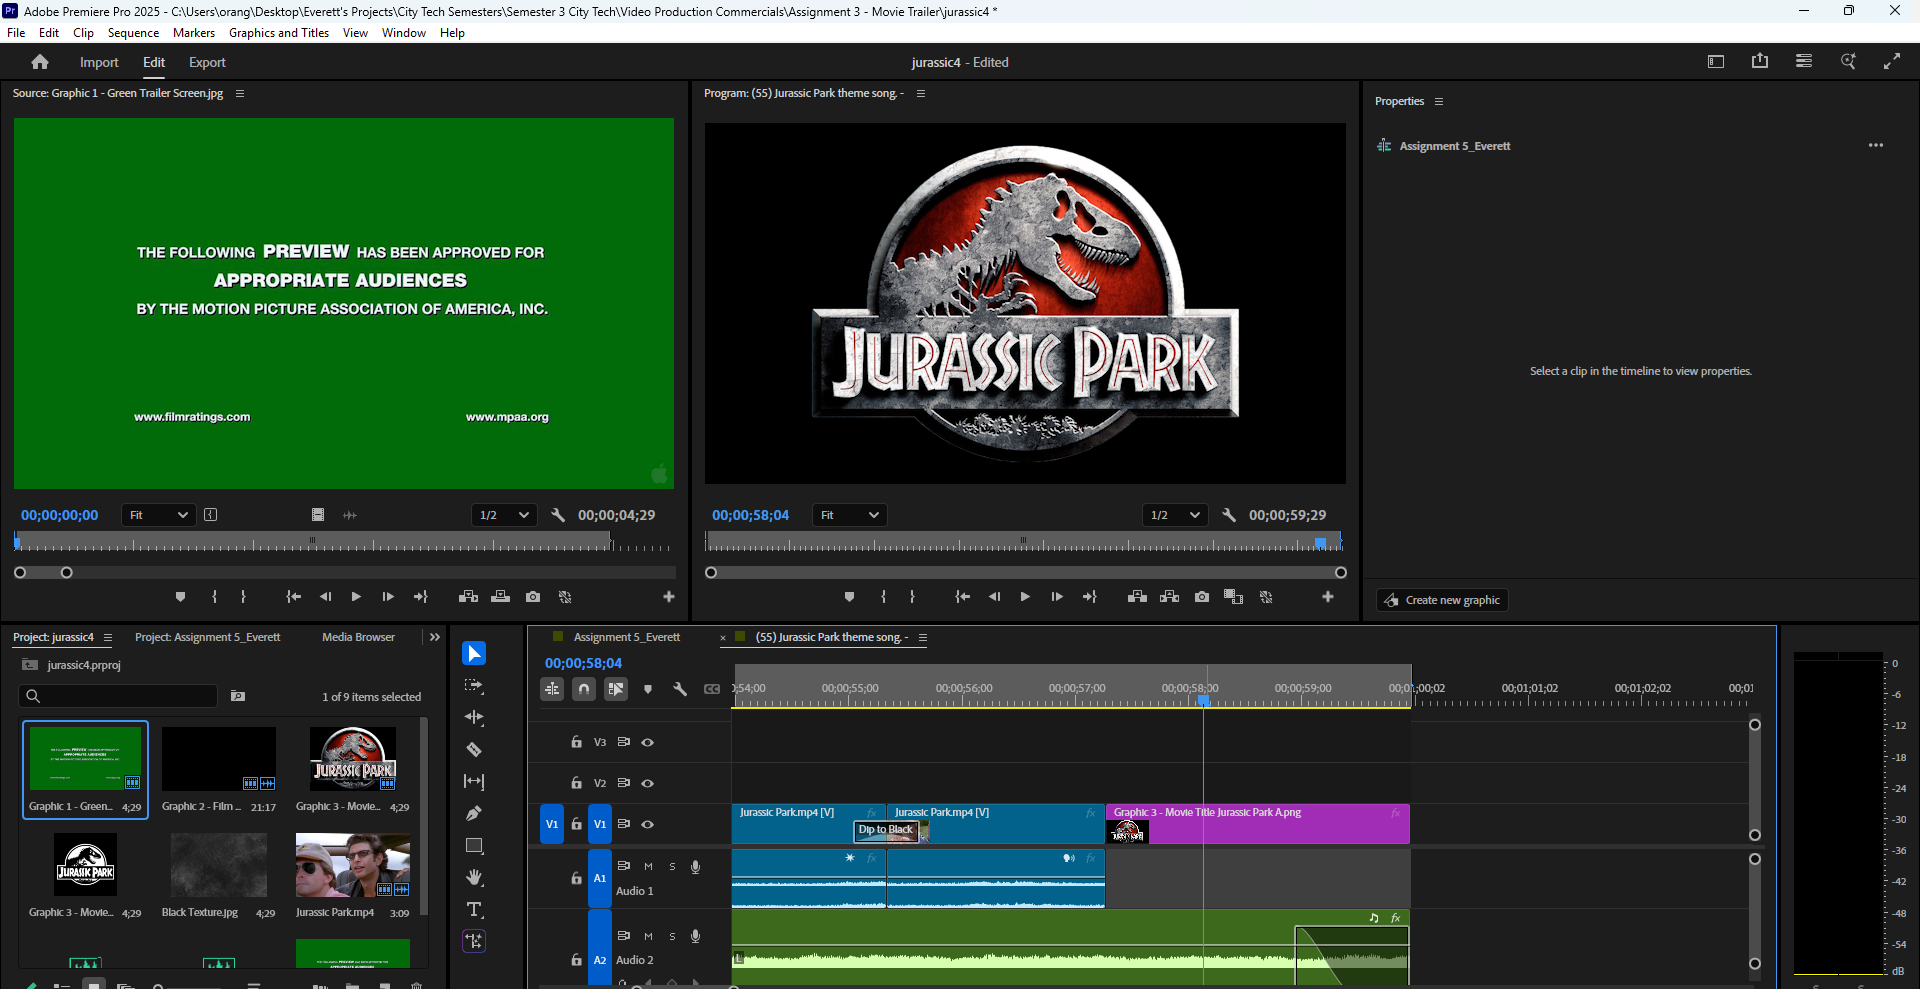 Pr Adobe Premiere Pro 2025 - C:\Users\orang\Desktop\Everett's Projects\City Tech Semesters\Semester 3 City Tech\Video Production Commercials\Assignment 3 - Movie Trailer\jurassic4 *
File Edit Clip Sequence Markers Graphics and Titles View Window Help
Import Edit Export
jurassic4 - Edited
Source: Graphic 1 - Green Trailer Screen.jpg
THE FOLLOWING PREVIEW HAS BEEN APPROVED FOR
APPROPRIATE AUDIENCES
BY THE MOTION PICTURE ASSOCIATION OF AMERICA, INC.
www.filmratings.com www.mpaa.org
00;00;00;00 Fit 1/2 00;00;04;29
Program: (55) Jurassic Park theme song. -
JURASSIC PARK
00;00;58;04 Fit 1/2 00;00;59;29
Properties
Assignment 5_Everett
Select a clip in the timeline to view properties.
Create new graphic
Project: jurassic4 Project: Assignment 5_Everett Media Browser
jurassic4.prproj
1 of 9 items selected
JURASSIC PARK
Graphic 1 - Green... 4;29 Graphic 2 - Film ... 21:17 Graphic 3 - Movie... 4;29
JURASSIK PARK
Graphic 3 - Movie... 4;29 Black Texture.jpg 4;29 Jurassic Park.mp4 3:09
Assignment 5_Everett × (55) Jurassic Park theme song. -
00;00;58;04
;54;00 00;00;55;00 00;00;56;00 00;00;57;00 00;00;58;00 00;00;59;00 00;01;00;02 00;01;01;02 00;01;02;02 00;01
V3
V2
V1 V1
Jurassic Park.mp4 [V] fx Jurassic Park.mp4 [V] fx Graphic 3 - Movie Title Jurassic Park A.png fx
Dip to Black
A1 M S
Audio 1
fx fx
A2 M S
Audio 2
fx
L
0
-6
-12
-18
-24
-30
-36
-42
-48
-54
dB
S S